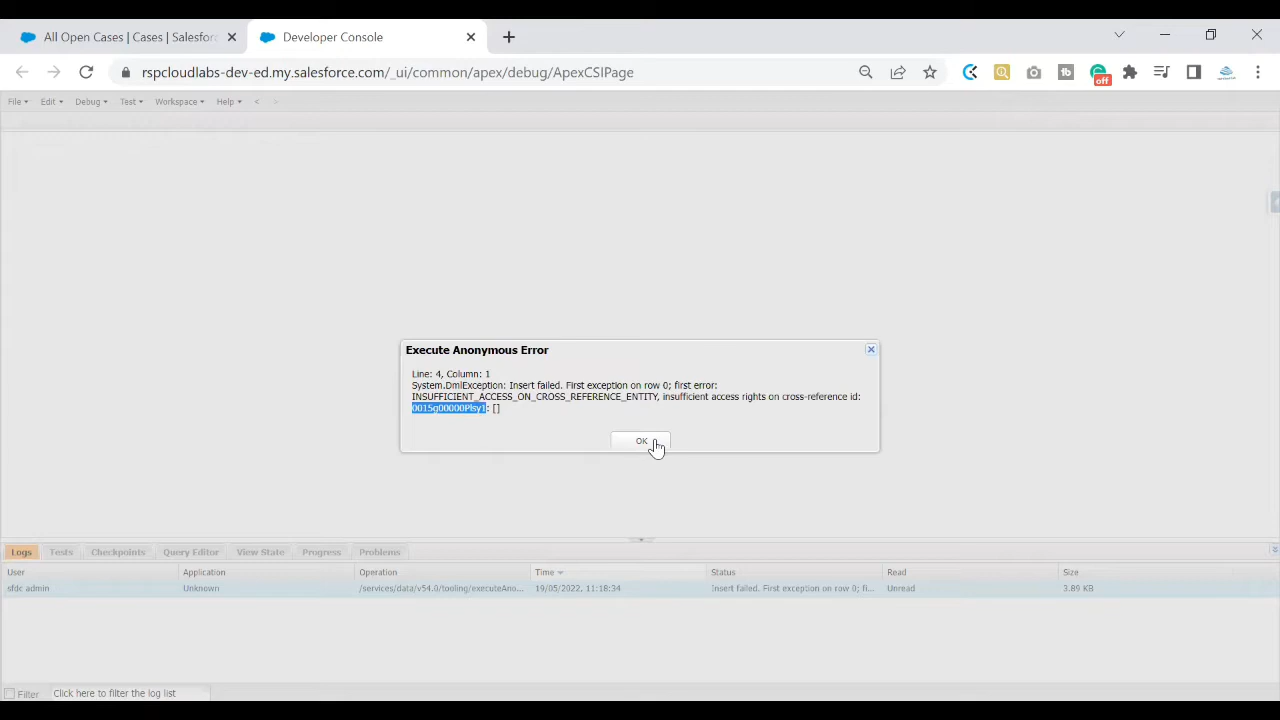 All Open Cases | Cases | Salesforc
Developer Console
rspcloudlabs-dev-ed.my.salesforce.com/_ui/common/apex/debug/ApexCSIPage
off
File Edit Debug Test Workspace Help < >
Execute Anonymous Error
Line: 4, Column: 1
System.DmlException: Insert failed. First exception on row 0; first error:
INSUFFICIENT_ACCESS_ON_CROSS_REFERENCE_ENTITY, insufficient access rights on cross-reference id:
0015g00000Plsy1: []
OK
Logs Tests Checkpoints Query Editor View State Progress Problems
User Application Operation Time Status Read Size
sfdc admin Unknown /services/data/v54.0/tooling/executeAno... 19/05/2022, 11:18:34 Insert failed. First exception on row 0; fi... Unread 3.89 KB
Filter Click here to filter the log list